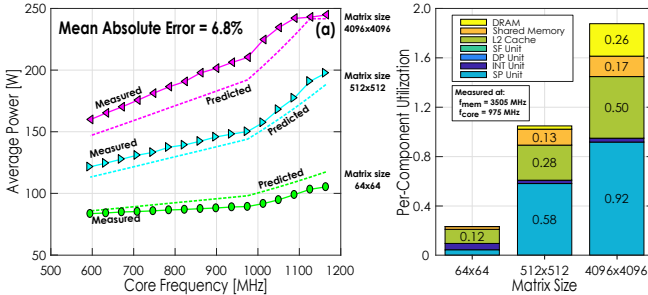 Mean Absolute Error = 6.8%
(a)
Matrix size
4096x4096
Matrix size
512x512
Matrix size
64x64
Measured
Predicted
Measured
Predicted
Predicted
Measured
250
200
150
100
50
500 600 700 800 900 1000 1100 1200
Average Power [W]
Core Frequency [MHz]
DRAM
Shared Memory
L2 Cache
SF Unit
DP Unit
INT Unit
SP Unit
Measured at:
fmem = 3505 MHz
fcore = 975 MHz
2.0
1.6
1.2
0.8
0.4
0
0.12
0.13
0.28
0.58
0.26
0.17
0.50
0.92
64x64 512x512 4096x4096
Per-Component Utilization
Matrix Size